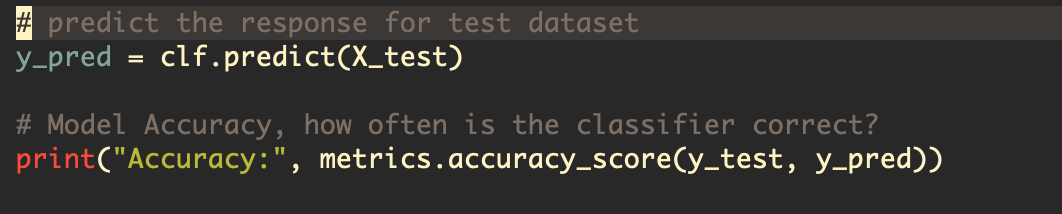 # predict the response for test dataset
y_pred = clf.predict(X_test)
# Model Accuracy, how often is the classifier correct?
print("Accuracy:", metrics.accuracy_score(y_test, y_pred))